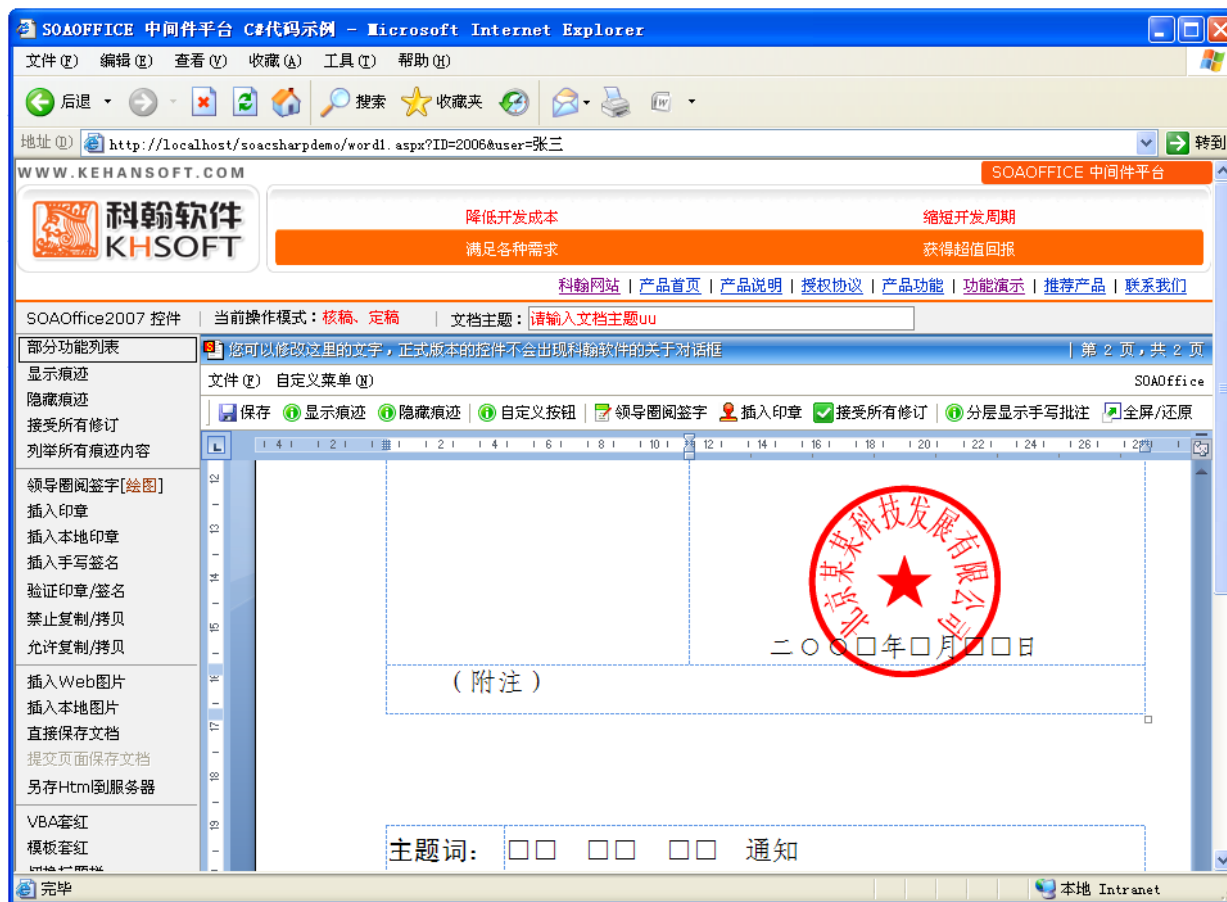 SOAOFFICE 中间件平台 C#代码示例 - Microsoft Internet Explorer
文件(F) 编辑(E) 查看(V) 收藏(A) 工具(T) 帮助(H)
后退 搜索 收藏夹
地址(D) http://localhost/soacsharpdemo/word1.aspx?ID=2006&user=张三 转到
WWW.KEHANSOFT.COM SOAOFFICE 中间件平台
科翰软件
KHSOFT
降低开发成本 缩短开发周期
满足各种需求 获得超值回报
科翰网站 | 产品首页 | 产品说明 | 授权协议 | 产品功能 | 功能演示 | 推荐产品 | 联系我们
SOAOffice2007 控件 | 当前操作模式：核稿、定稿 | 文档主题：请输入文档主题uu
部分功能列表
显示痕迹
隐藏痕迹
接受所有修订
列举所有痕迹内容
领导圈阅签字[绘图]
插入印章
插入本地印章
插入手写签名
验证印章/签名
禁止复制/拷贝
允许复制/拷贝
插入Web图片
插入本地图片
直接保存文档
提交页面保存文档
另存Html到服务器
VBA套红
模板套红
您可以修改这里的文字，正式版本的控件不会出现科翰软件的关于对话框 | 第 2 页，共 2 页
文件(F) 自定义菜单(N) SOAOffice
保存 显示痕迹 隐藏痕迹 自定义按钮 领导圈阅签字 插入印章 接受所有修订 分层显示手写批注 全屏/还原
北京某某科技发展有限公司
二〇〇□年□月□□日
（附注）
主题词： □□ □□ □□ 通知
完毕 本地 Intranet